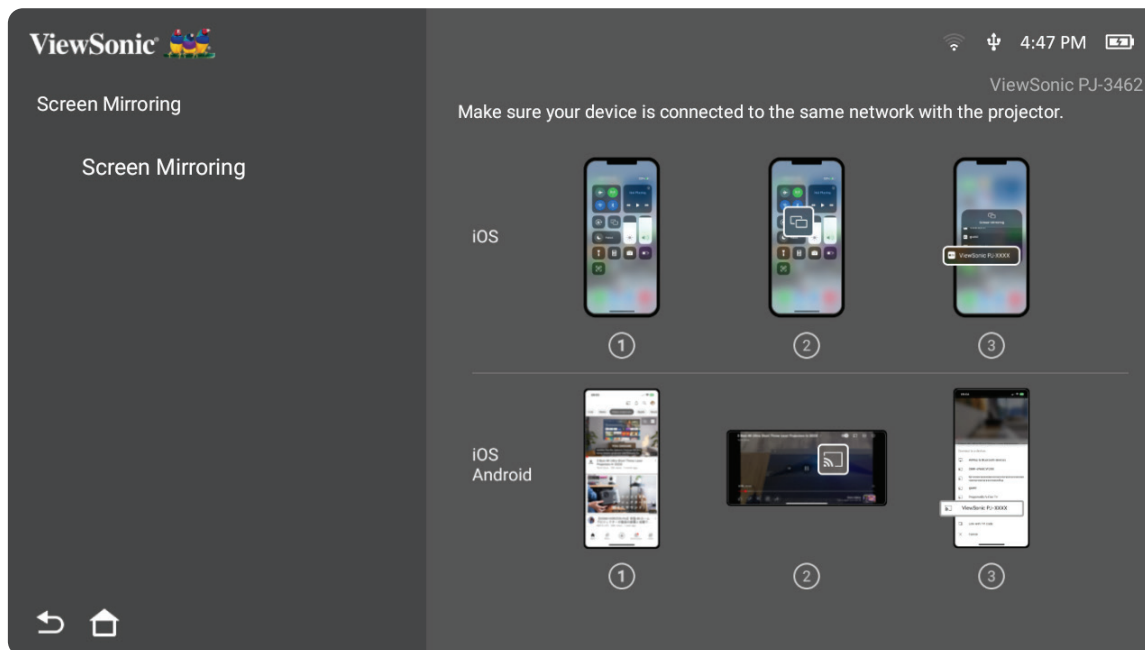 ViewSonic
4:47 PM
ViewSonic PJ-3462
Screen Mirroring
Screen Mirroring
Make sure your device is connected to the same network with the projector.
iOS
ViewSonic PJ-XXXX
1
2
3
iOS
Android
ViewSonic PJ-XXXX
1
2
3